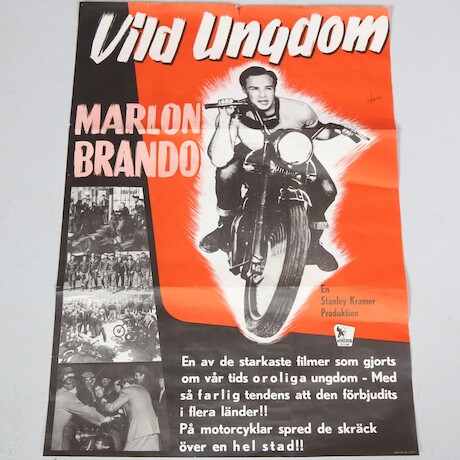 Vild Ungdom
MARLON
BRANDO
En
Stanley Kramer
Produktion
En av de starkaste filmer som gjorts
om vår tids oroliga ungdom - Med
så farlig tendens att den förbjudits
i flera länder!!
På motorcyklar spred de skräck
över en hel stad!!